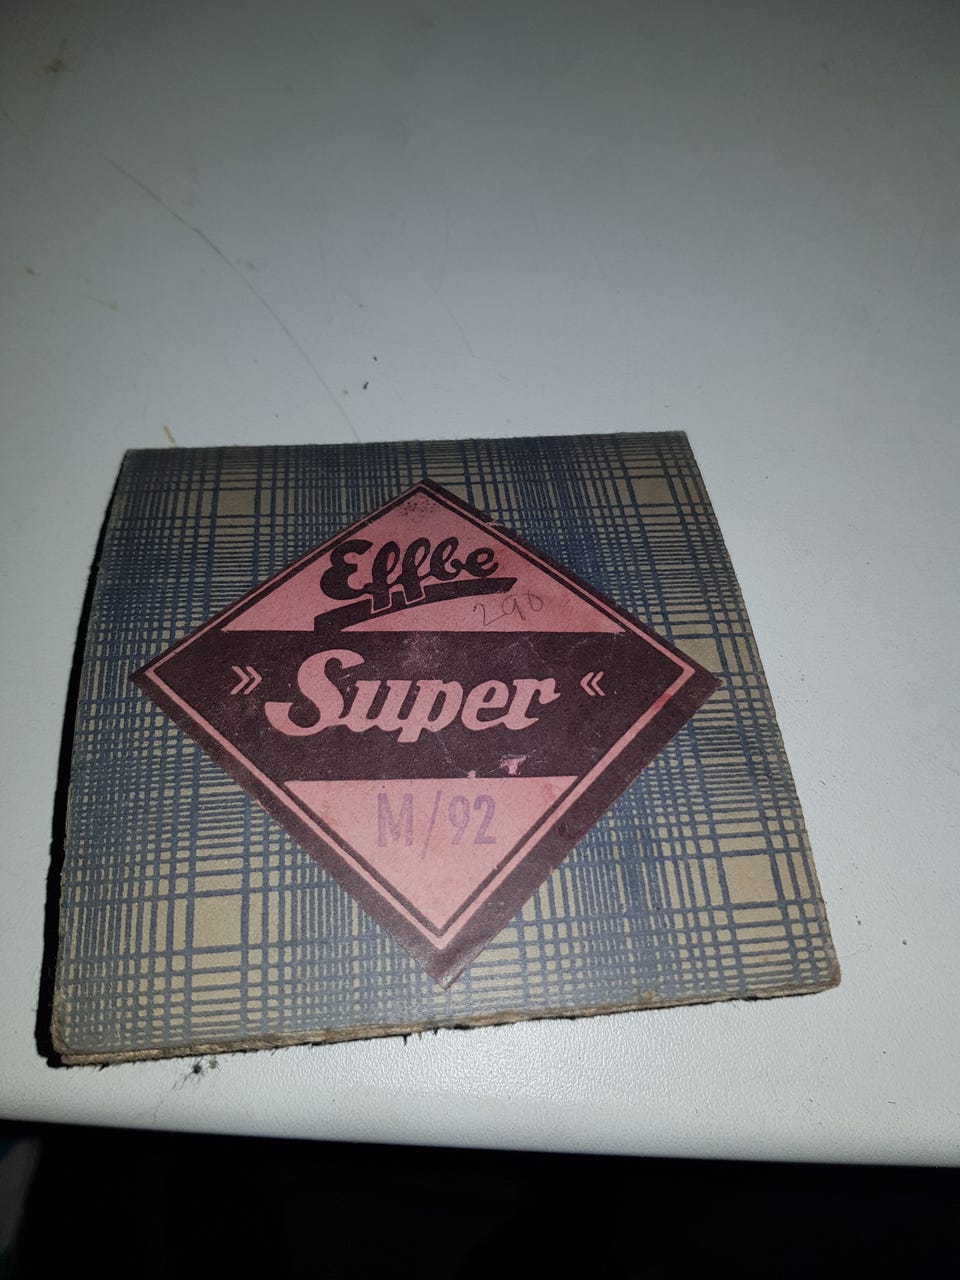 Effbe
290
» Super «
M/92